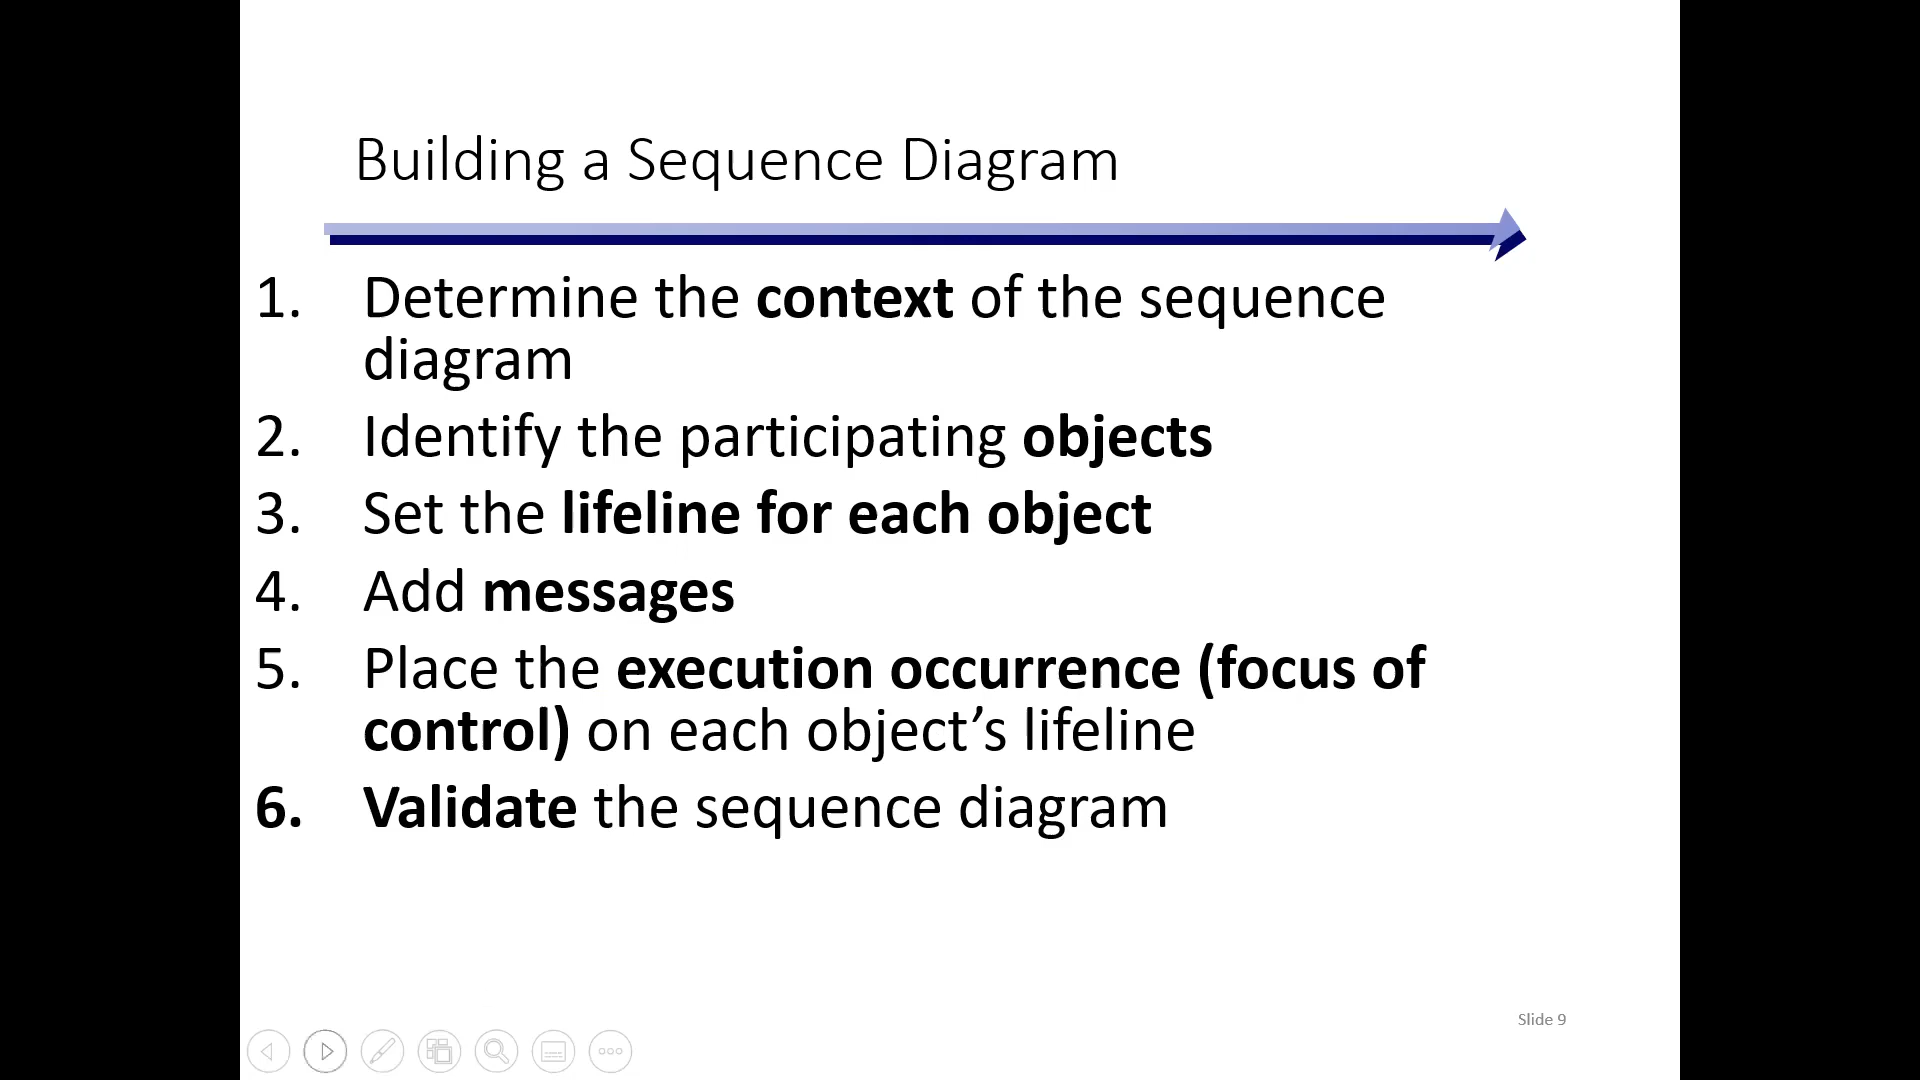 Building a Sequence Diagram
1. Determine the context of the sequence
diagram
2. Identify the participating objects
3. Set the lifeline for each object
4. Add messages
5. Place the execution occurrence (focus of
control) on each object’s lifeline
6. Validate the sequence diagram
Slide 9